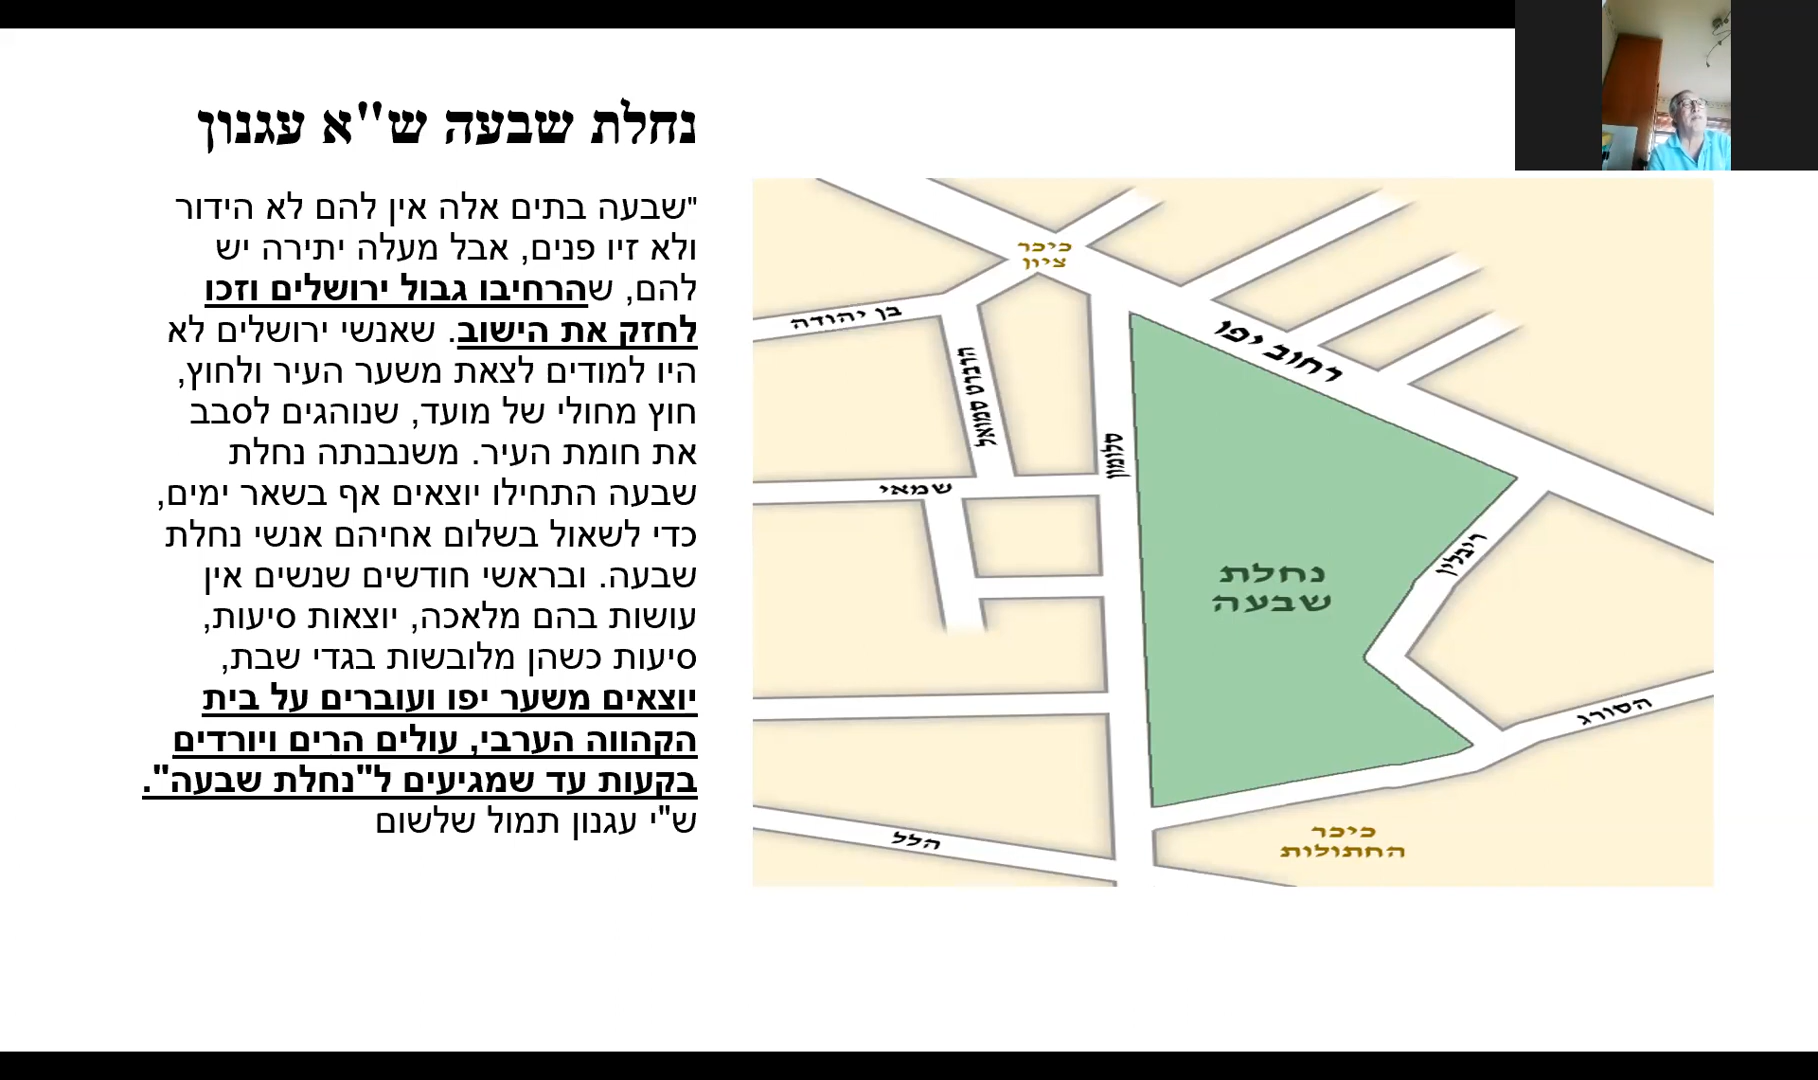 נחלת שבעה ש"א עגנון
"שבעה בתים אלה אין להם לא הידור
ולא זיו פנים, אבל מעלה יתירה יש
להם, שהרחיבו גבול ירושלים וזכו
לחזק את הישוב. שאנשי ירושלים לא
היו למודים לצאת משער העיר ולחוץ,
חוץ מחולי של מועד, שנוהגים לסבב
את חומת העיר. משנבנתה נחלת
שבעה התחילו יוצאים אף בשאר ימים,
כדי לשאול בשלום אחיהם אנשי נחלת
שבעה. ובראשי חודשים שנשים אין
עושות בהם מלאכה, יוצאות סיעות,
סיעות כשהן מלובשות בגדי שבת,
יוצאים משער יפו ועוברים על בית
הקהווה הערבי, עולים הרים ויורדים
בקעות עד שמגיעים ל"נחלת שבעה".
ש"י עגנון תמול שלשום
כיכר
ציון
בן יהודה
רחוב יפו
הרברט סמואל
סלומון
שמאי
ריבלין
נחלת
שבעה
הסורג
הלל
כיכר
החתולות